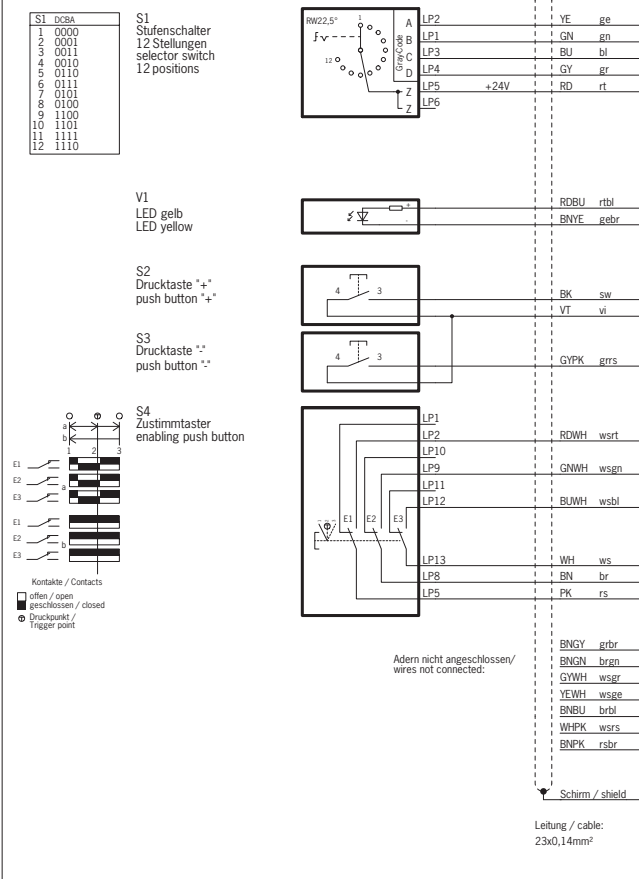 S1 DCBA
1 0000
2 0001
3 0011
4 0010
5 0110
6 0111
7 0101
8 0100
9 1100
10 1101
11 1111
12 1110
S1
Stufenschalter
12 Stellungen
selector switch
12 positions
RW22,5°
1
12
GrayCode
A
B
C
D
Z
Z
LP2 YE ge
LP1 GN gn
LP3 BU bl
LP4 GY gr
LP5 +24V RD rt
LP6
V1
LED gelb
LED yellow
+
-
RDBU rtbl
BNYE gebr
S2
Drucktaste "+"
push button "+"
4 3
BK sw
VT vi
S3
Drucktaste "-"
push button "-"
4 3
GYPK grrs
S4
Zustimmtaster
enabling push button
a
b
1 2 3
E1
E2
a
E3
E1
E2
b
E3
Kontakte / Contacts
offen / open
geschlossen / closed
Druckpunkt /
Trigger point
LP1
LP2 RDWH wsrt
LP10
LP9 GNWH wsgn
LP11
LP12 BUWH wsbl
E1 E2 E3
LP13 WH ws
LP8 BN br
LP5 PK rs
Adern nicht angeschlossen/
wires not connected:
BNGY grbr
BNGN brgn
GYWH wsgr
YEWH wsge
BNBU brbl
WHPK wsrs
BNPK rsbr
Schirm / shield
Leitung / cable:
23x0,14mm²